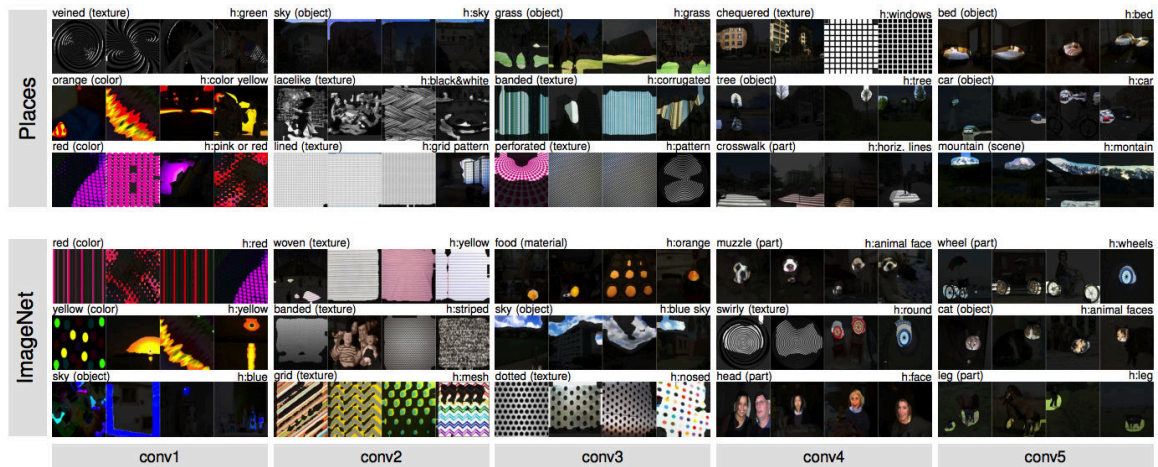 veined (texture) h:green sky (object) h:sky grass (object) h:grass chequered (texture) h:windows bed (object) h:bed
orange (color) h:color yellow lacelike (texture) h:black&white banded (texture) h:corrugated tree (object) h:tree car (object) h:car
red (color) h:pink or red lined (texture) h:grid pattern perforated (texture) h:pattern crosswalk (part) h:horiz. lines mountain (scene) h:montain
Places
red (color) h:red woven (texture) h:yellow food (material) h:orange muzzle (part) h:animal face wheel (part) h:wheels
yellow (color) h:yellow banded (texture) h:striped sky (object) h:blue sky swirly (texture) h:round cat (object) h:animal faces
sky (object) h:blue grid (texture) h:mesh dotted (texture) h:nosed head (part) h:face leg (part) h:leg
ImageNet
conv1 conv2 conv3 conv4 conv5